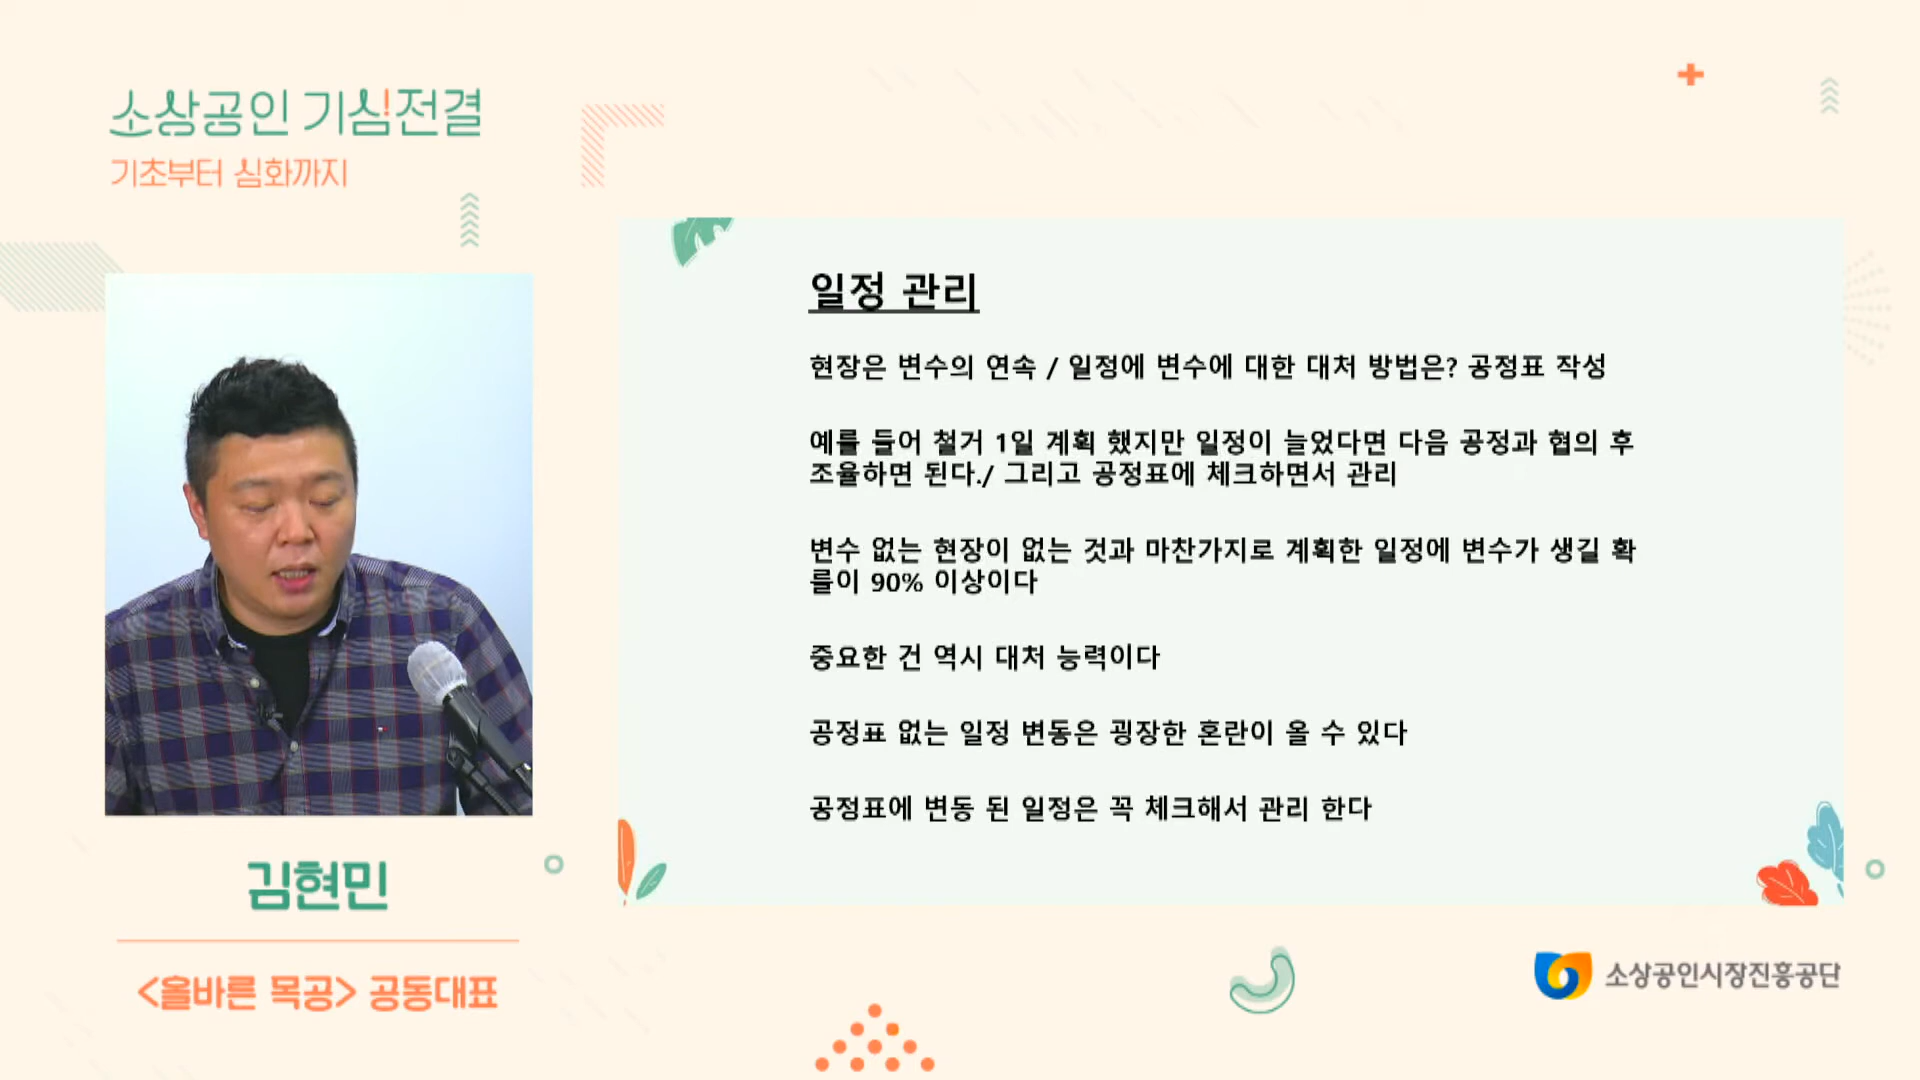 소상공인 기심전결
기초부터 심화까지
일정 관리
현장은 변수의 연속 / 일정에 변수에 대한 대처 방법은? 공정표 작성
예를 들어 철거 1일 계획 했지만 일정이 늘었다면 다음 공정과 협의 후
조율하면 된다./ 그리고 공정표에 체크하면서 관리
변수 없는 현장이 없는 것과 마찬가지로 계획한 일정에 변수가 생길 확
률이 90% 이상이다
중요한 건 역시 대처 능력이다
공정표 없는 일정 변동은 굉장한 혼란이 올 수 있다
공정표에 변동 된 일정은 꼭 체크해서 관리 한다
김현민
<올바른 목공> 공동대표
소상공인시장진흥공단